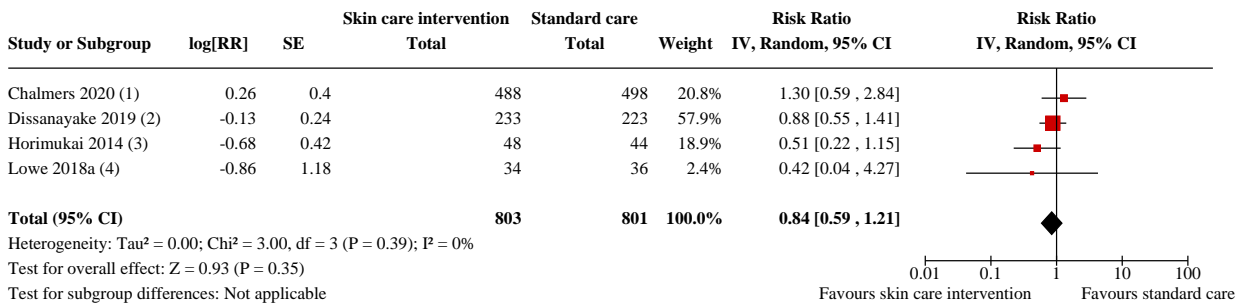 Skin care intervention Standard care Risk Ratio Risk Ratio
Study or Subgroup log[RR] SE Total Total Weight IV, Random, 95% CI IV, Random, 95% CI
Chalmers 2020 (1) 0.26 0.4 488 498 20.8% 1.30 [0.59 , 2.84]
Dissanayake 2019 (2) -0.13 0.24 233 223 57.9% 0.88 [0.55 , 1.41]
Horimukai 2014 (3) -0.68 0.42 48 44 18.9% 0.51 [0.22 , 1.15]
Lowe 2018a (4) -0.86 1.18 34 36 2.4% 0.42 [0.04 , 4.27]
Total (95% CI) 803 801 100.0% 0.84 [0.59 , 1.21]
Heterogeneity: Tau² = 0.00; Chi² = 3.00, df = 3 (P = 0.39); I² = 0%
Test for overall effect: Z = 0.93 (P = 0.35)
0.01 0.1 1 10 100
Test for subgroup differences: Not applicable
Favours skin care intervention Favours standard care